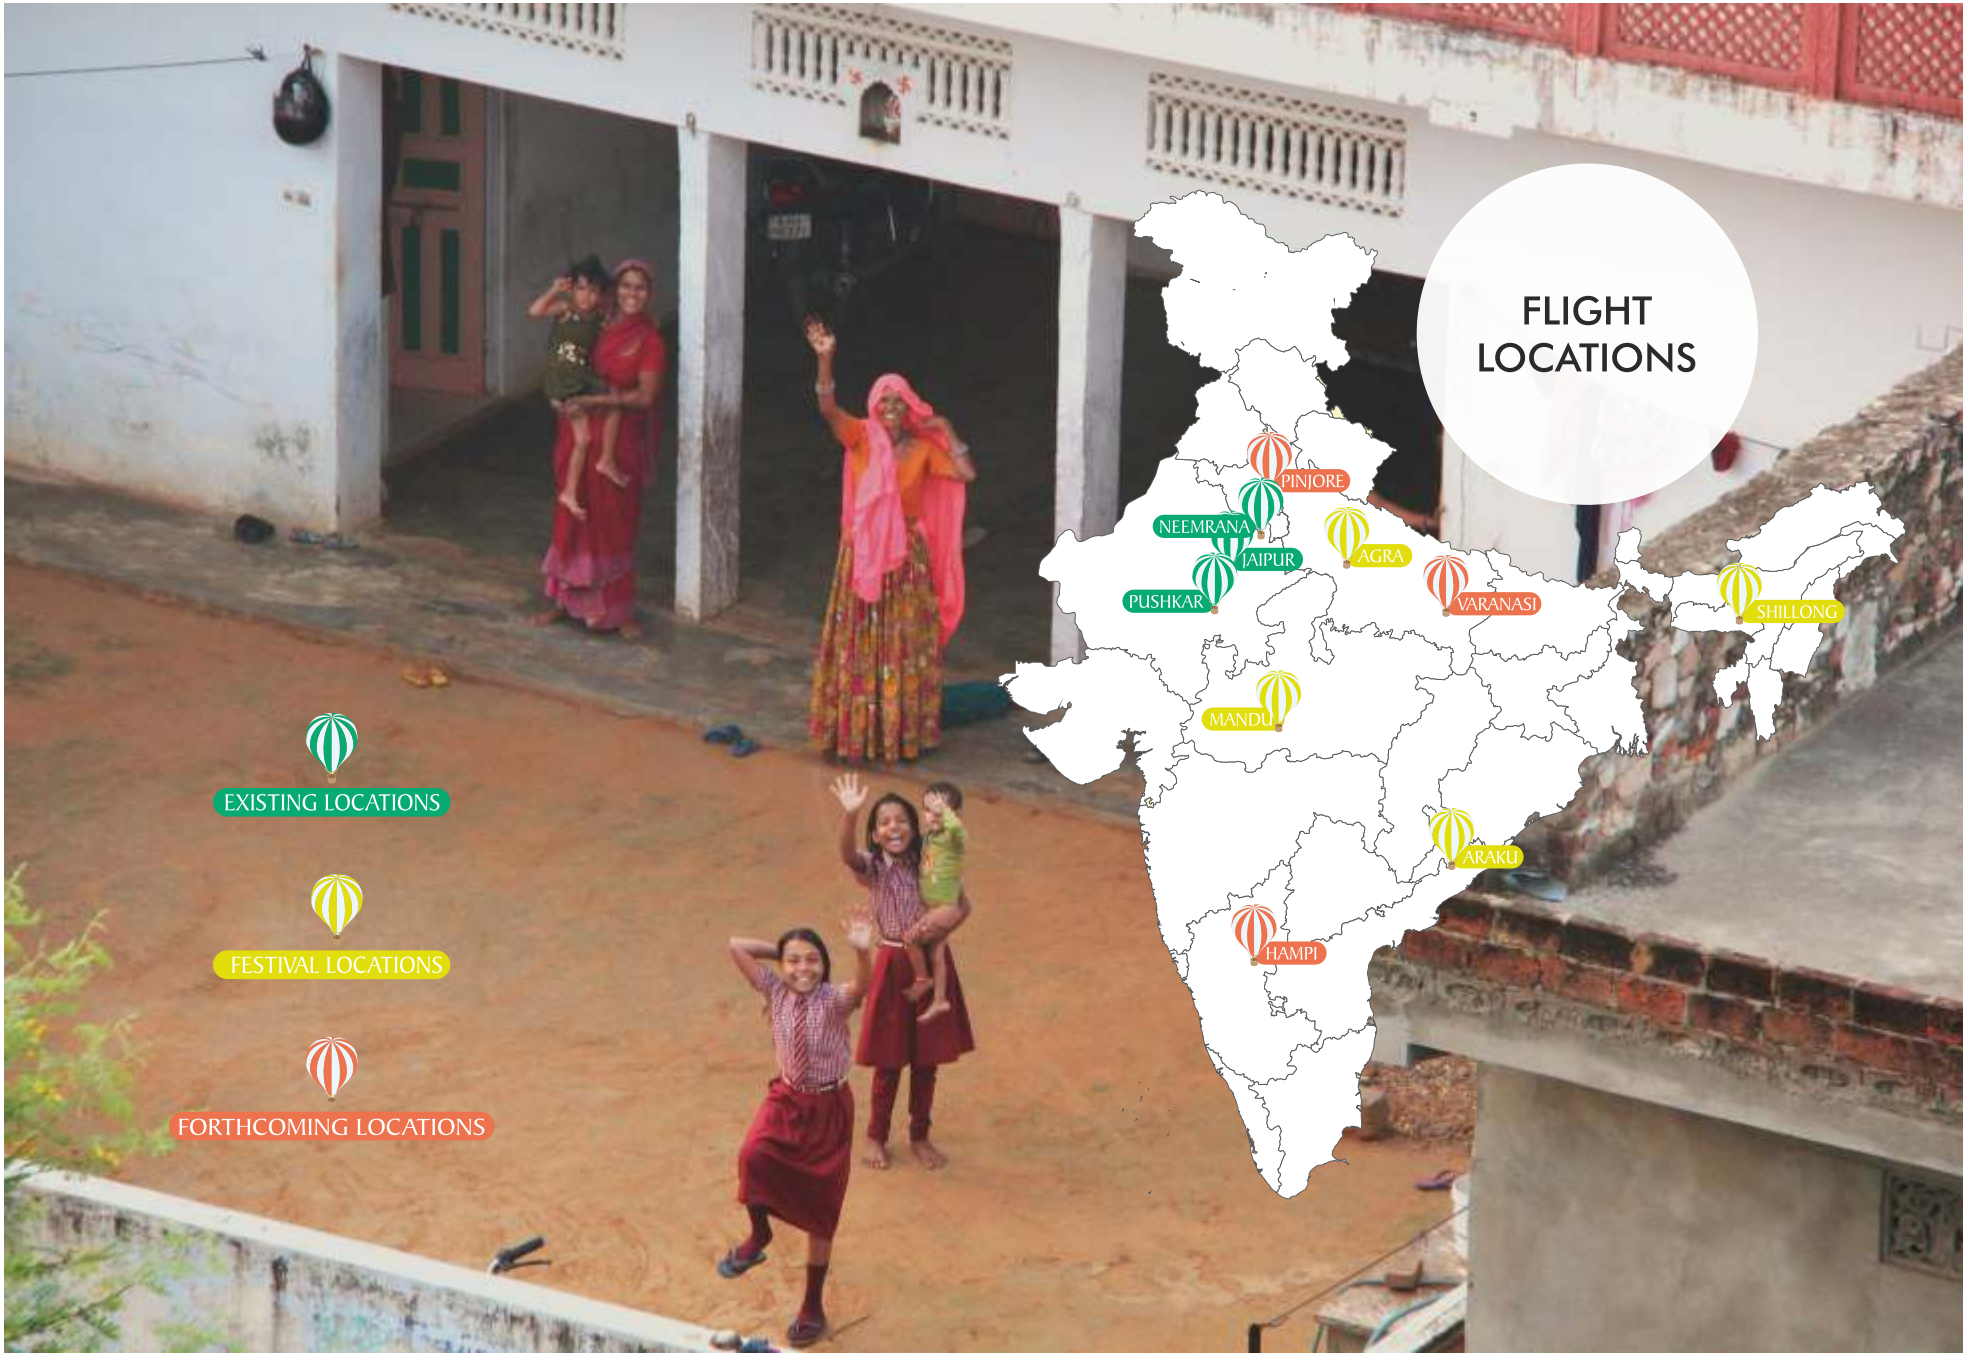 FLIGHT
LOCATIONS
PINJORE
NEEMRANA
JAIPUR
AGRA
PUSHKAR
VARANASI
SHILLONG
MANDU
ARAKU
HAMPI
EXISTING LOCATIONS
FESTIVAL LOCATIONS
FORTHCOMING LOCATIONS